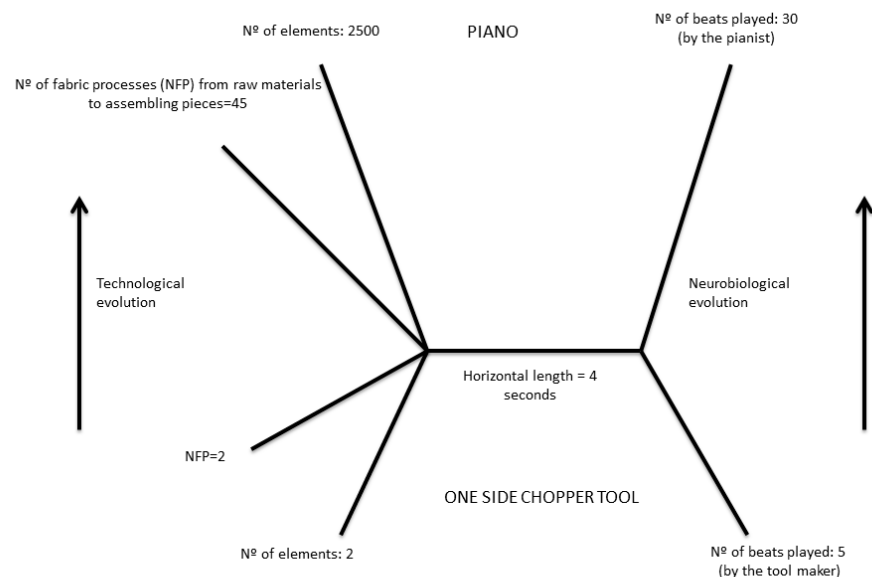 Nº of elements: 2500
PIANO
Nº of beats played: 30
(by the pianist)
Nº of fabric processes (NFP) from raw materials
to assembling pieces=45
Technological
evolution
Neurobiological
evolution
Horizontal length = 4
seconds
NFP=2
ONE SIDE CHOPPER TOOL
Nº of elements: 2
Nº of beats played: 5
(by the tool maker)